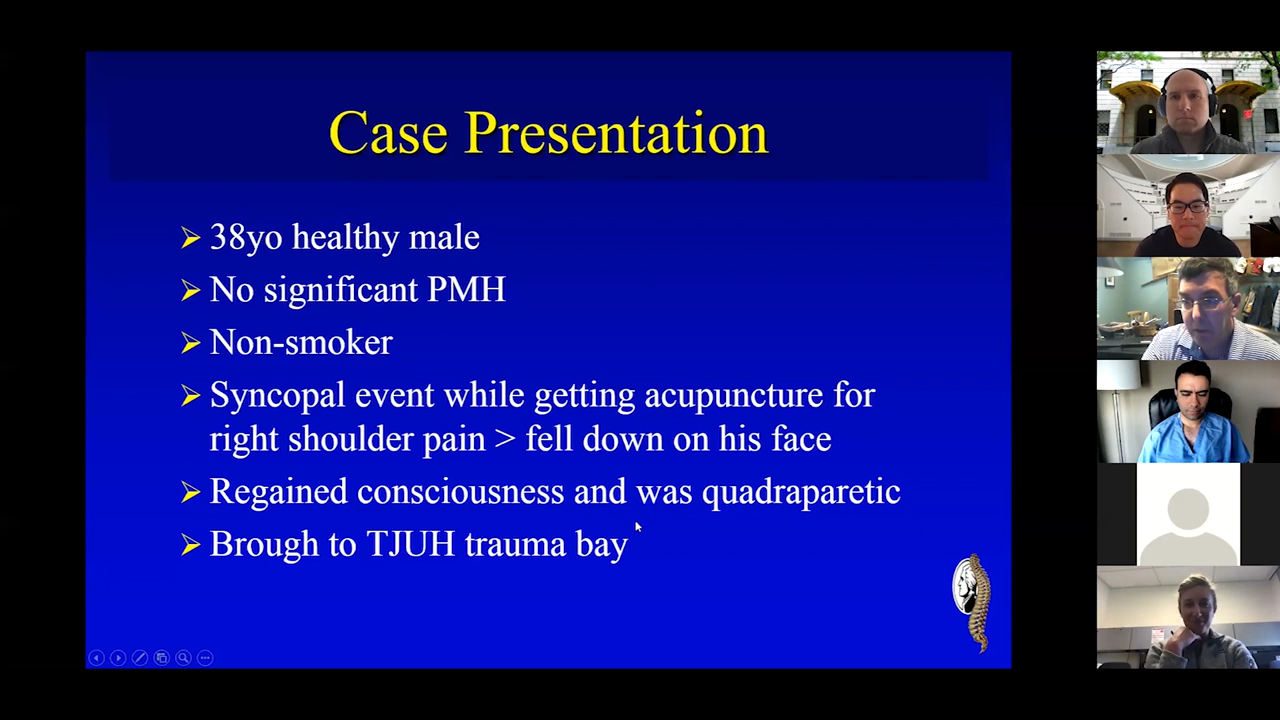 Case Presentation
38yo healthy male
No significant PMH
Non-smoker
Syncopal event while getting acupuncture for
right shoulder pain > fell down on his face
Regained consciousness and was quadraparetic
Brough to TJUH trauma bay